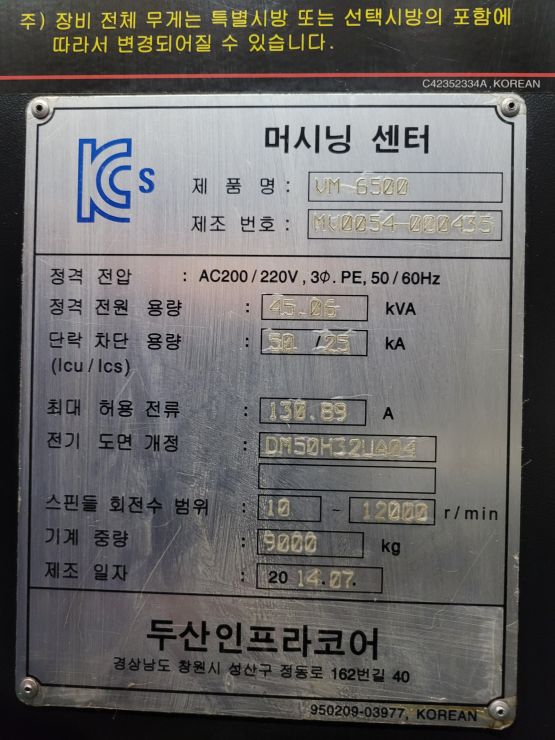 주) 장비 전체 무게는 특별시방 또는 선택시방의 포함에
따라서 변경되어질 수 있습니다.
C42352334A, KOREAN
KCs 머시닝 센터
제 품 명 : VM 6500
제조 번호 : MV0054-000435
정격 전압 : AC200/220V, 3Φ. PE, 50/60Hz
정격 전원 용량 : 45.06 kVA
단락 차단 용량 : 50 /25 kA
(Icu/Ics)
최대 허용 전류 : 130.89 A
전기 도면 개정 : DM50H32UA04
스핀들 회전수 범위 : 10 ~ 12000 r/min
기계 중량 : 9000 kg
제조 일자 : 20 14.07.
두산인프라코어
경상남도 창원시 성산구 정동로 162번길 40
950209-03977, KOREAN